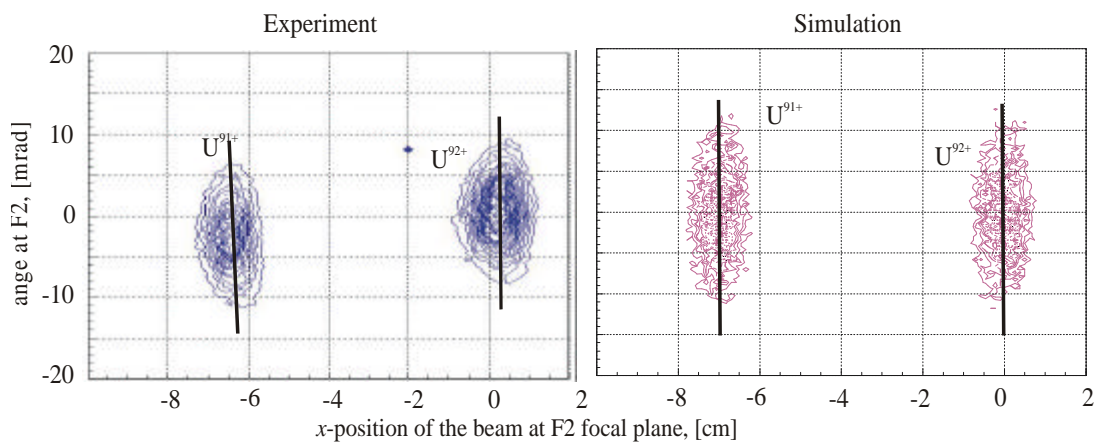 Experiment
Simulation
20
10
0
-10
-20
ange at F2, [mrad]
U91+
U92+
U91+
U92+
-8 -6 -4 -2 0 2
-8 -6 -4 -2 0 2
x-position of the beam at F2 focal plane, [cm]